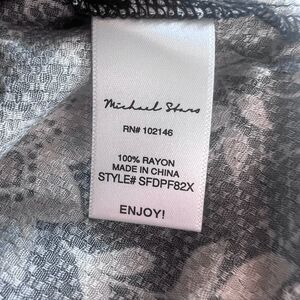 Michael Stars
RN# 102146
100% RAYON
MADE IN CHINA
STYLE# SFDPF82X
ENJOY!